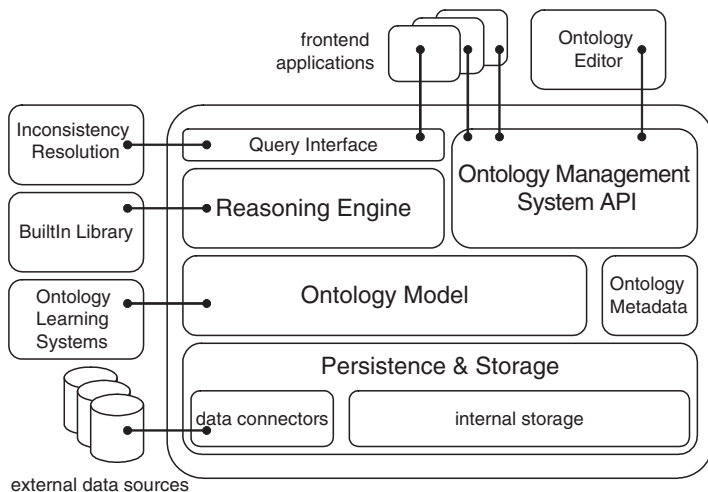 frontend
applications
Ontology
Editor
Inconsistency
Resolution
Query Interface
Ontology Management
System API
Reasoning Engine
BuiltIn Library
Ontology
Learning
Systems
Ontology Model
Ontology
Metadata
Persistence & Storage
data connectors
internal storage
external data sources